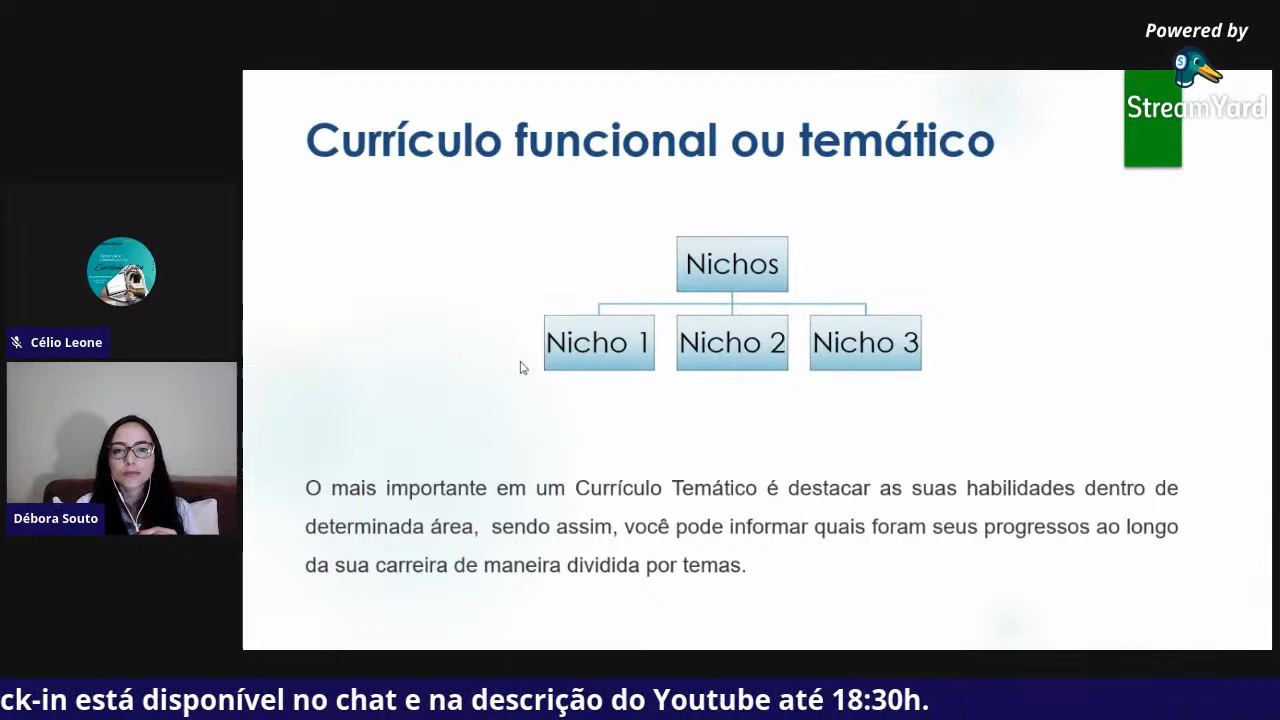 Powered by
StreamYard
Currículo funcional ou temático
Nichos
Nicho 1
Nicho 2
Nicho 3
Célio Leone
Débora Souto
O mais importante em um Currículo Temático é destacar as suas habilidades dentro de
determinada área, sendo assim, você pode informar quais foram seus progressos ao longo
da sua carreira de maneira dividida por temas.
ck-in está disponível no chat e na descrição do Youtube até 18:30h.